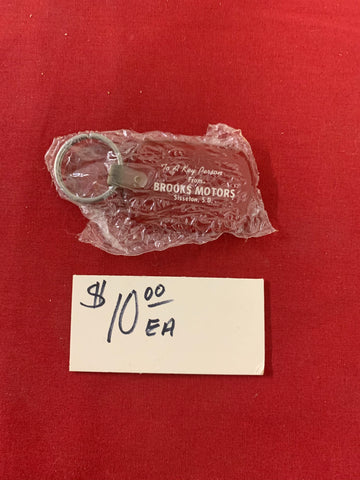 To A Key Person
From...
BROOKS MOTORS
Sisseton, S.D.
$10.00
EA